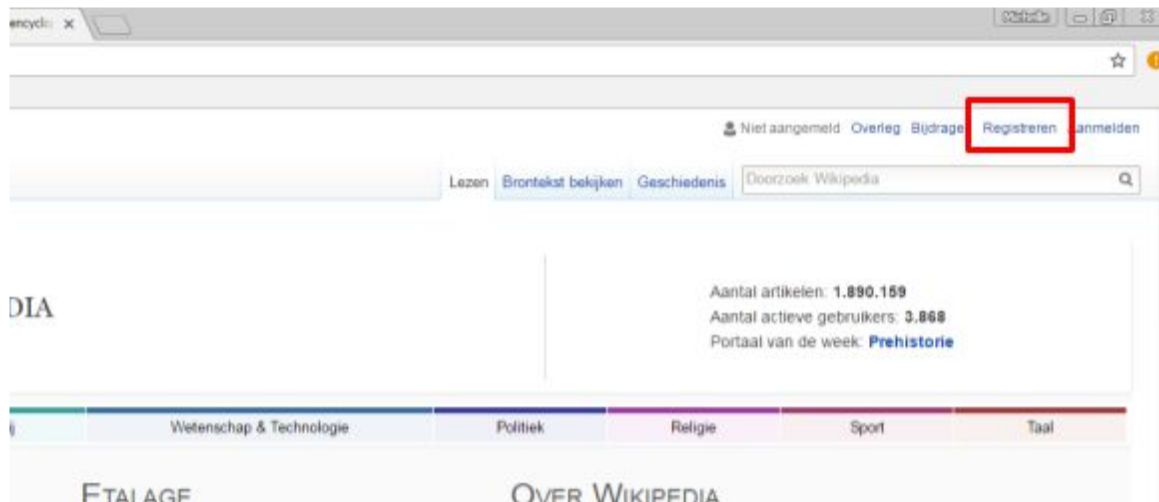 encyclo
Niet aangemeld Overleg Bijdrage Registreren anmelden
Lezen Brontekst bekijken Geschiedenis Doorzoek Wikipedia
DIA
Aantal artikelen: 1.890.159
Aantal actieve gebruikers: 3.868
Portaal van de week: Prehistorie
Wetenschap & Technologie Politiek Religie Sport Taal
ETALAGE OVER WIKIPEDIA